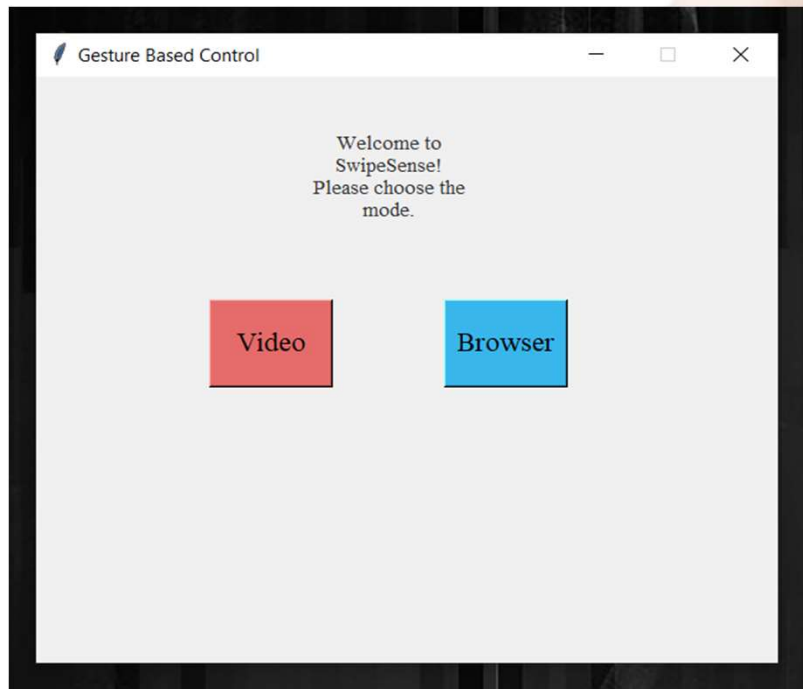 Gesture Based Control
Welcome to
SwipeSense!
Please choose the
mode.
Video
Browser